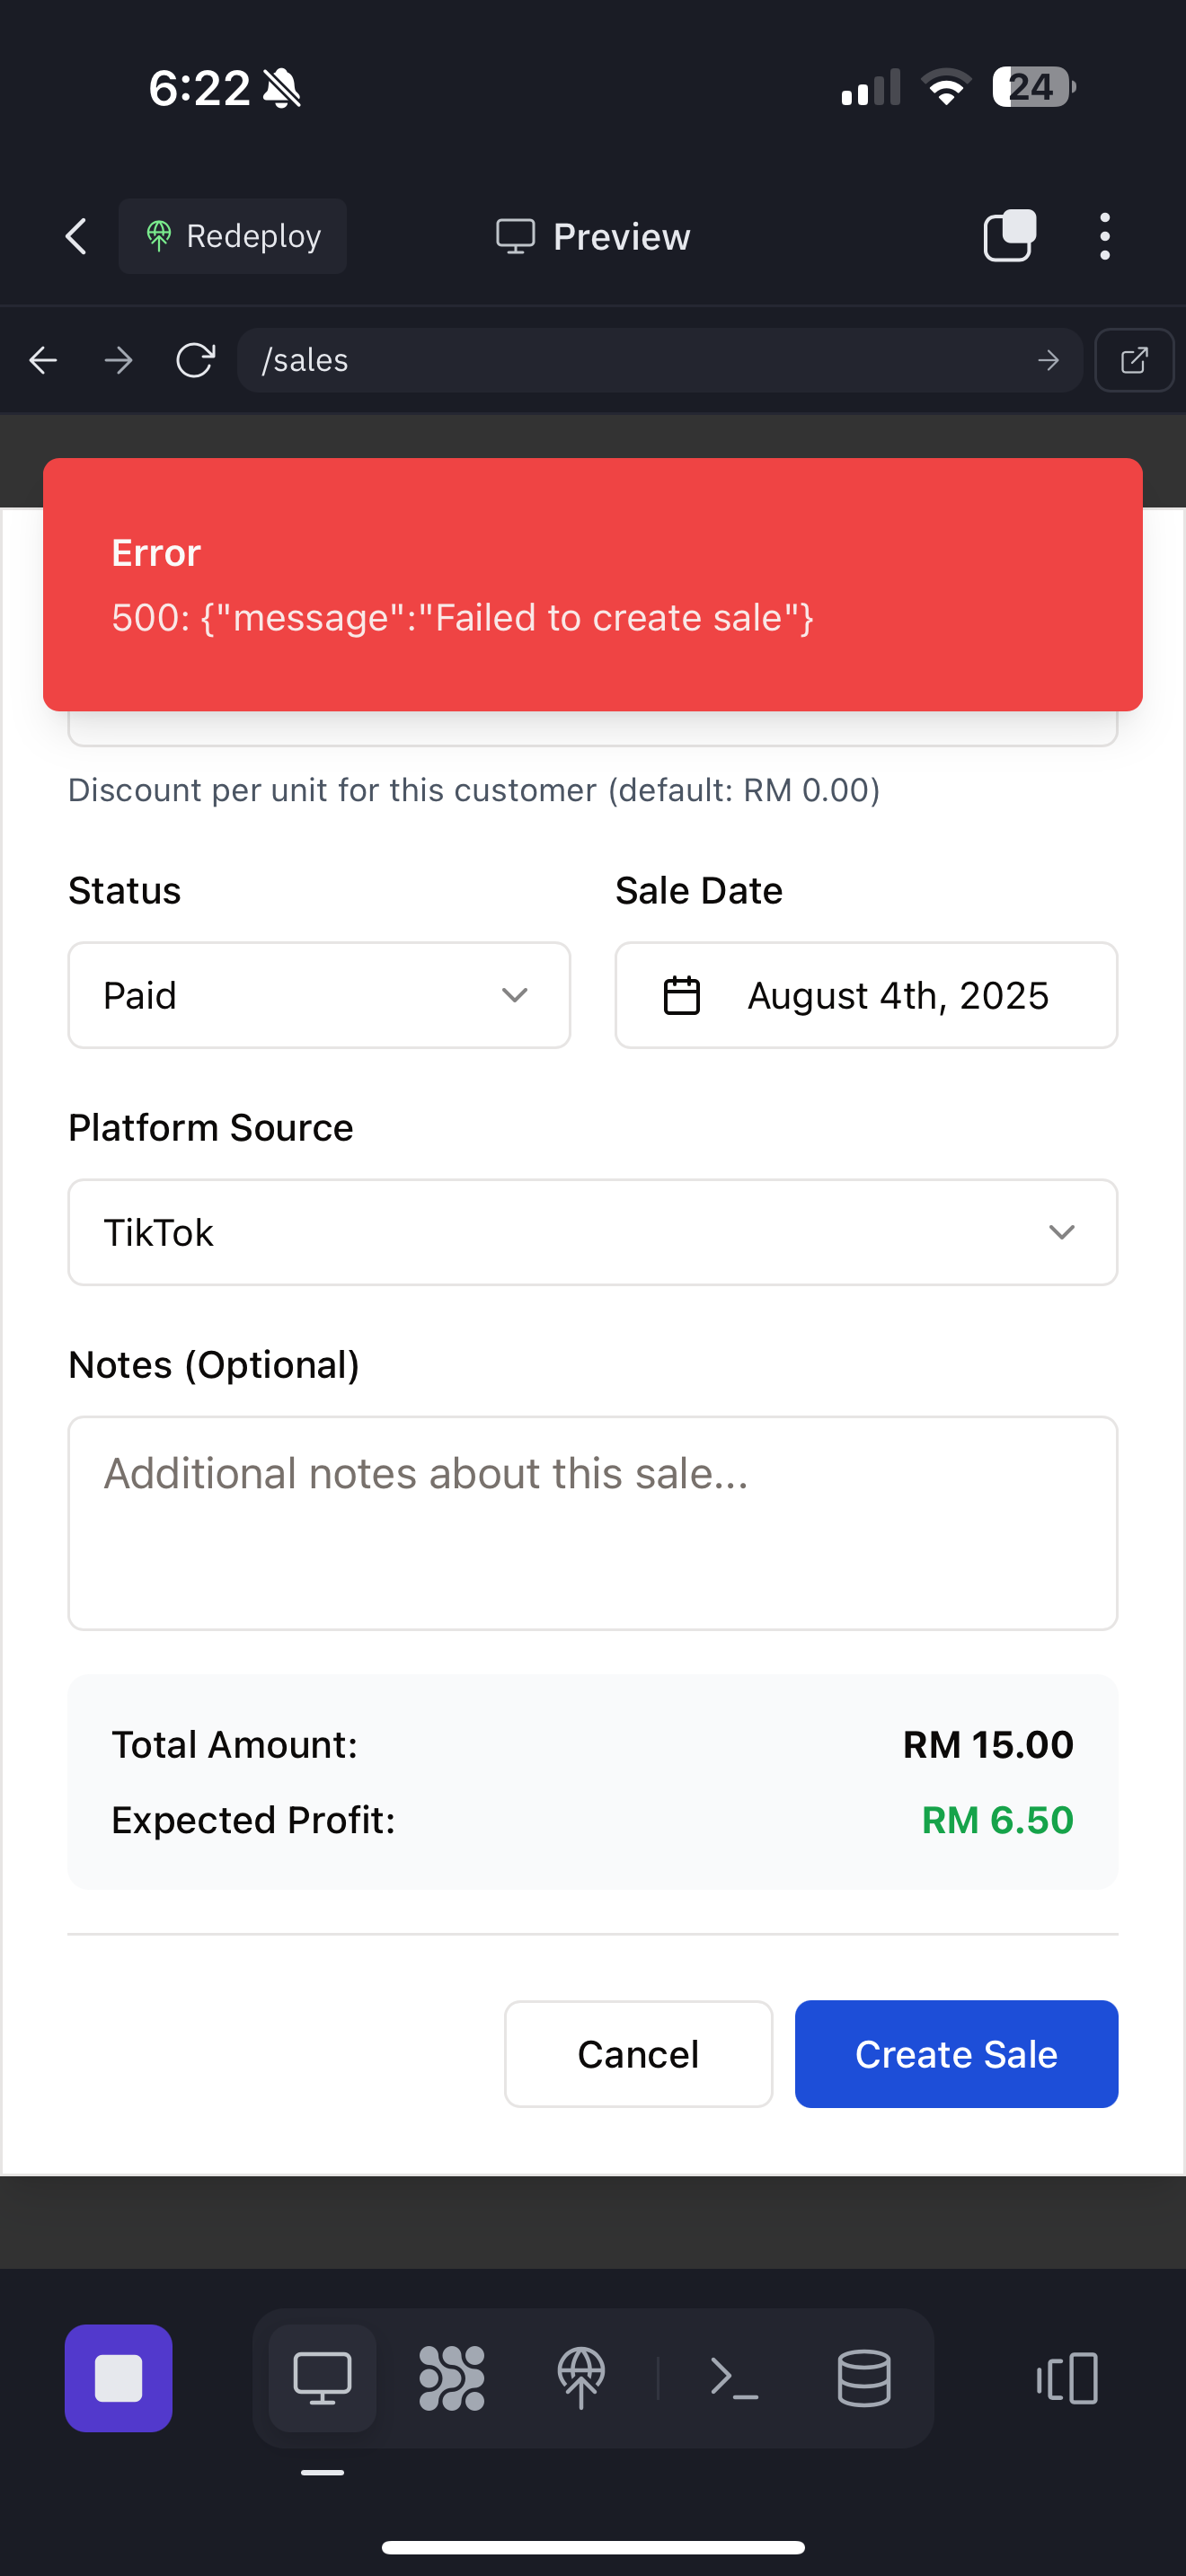 6:22
24
Redeploy
Preview
/sales
Error
500: {"message":"Failed to create sale"}
Discount per unit for this customer (default: RM 0.00)
Status
Sale Date
Paid
August 4th, 2025
Platform Source
TikTok
Notes (Optional)
Additional notes about this sale...
Total Amount:
RM 15.00
Expected Profit:
RM 6.50
Cancel
Create Sale